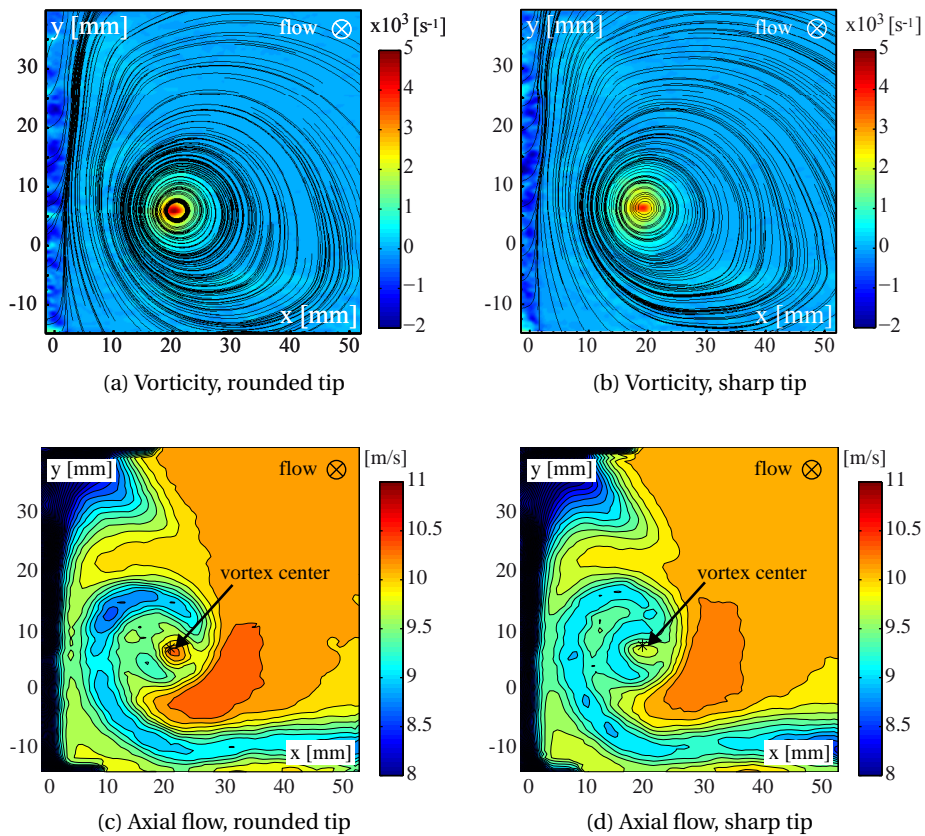 y [mm]
flow
x10³ [s⁻¹]
30
20
10
0
-10
x [mm]
0 10 20 30 40 50
5
4
3
2
1
0
−1
−2
(a) Vorticity, rounded tip
y [mm]
flow
x10³ [s⁻¹]
30
20
10
0
-10
x [mm]
0 10 20 30 40 50
5
4
3
2
1
0
−1
−2
(b) Vorticity, sharp tip
y [mm]
flow
[m/s]
30
20
10
0
-10
vortex center
x [mm]
0 10 20 30 40 50
11
10.5
10
9.5
9
8.5
8
(c) Axial flow, rounded tip
y [mm]
flow
[m/s]
30
20
10
0
-10
vortex center
x [mm]
0 10 20 30 40 50
11
10.5
10
9.5
9
8.5
8
(d) Axial flow, sharp tip